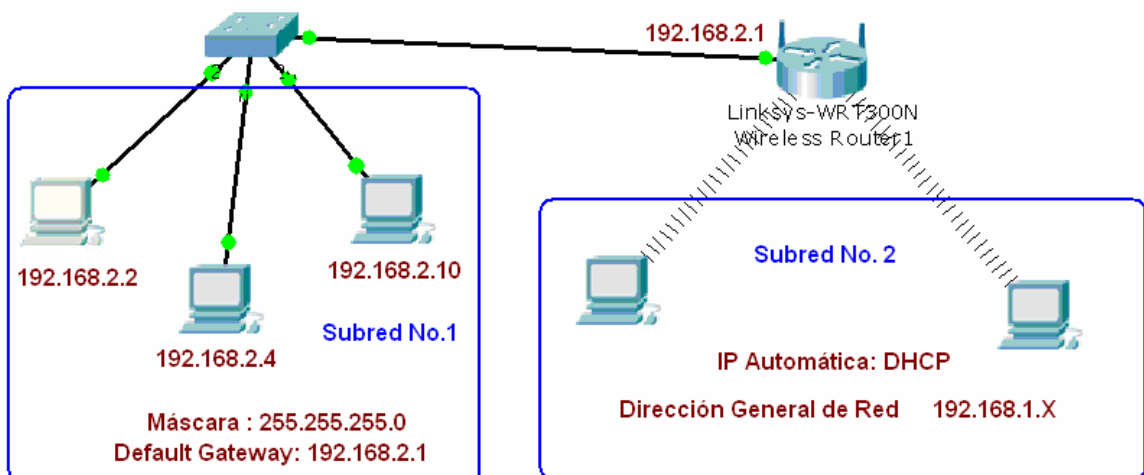 192.168.2.1
Linksys-WRT300N
Wireless Router1
192.168.2.2
192.168.2.10
192.168.2.4
Subred No.1
Máscara : 255.255.255.0
Default Gateway: 192.168.2.1
Subred No. 2
IP Automática: DHCP
Dirección General de Red 192.168.1.X